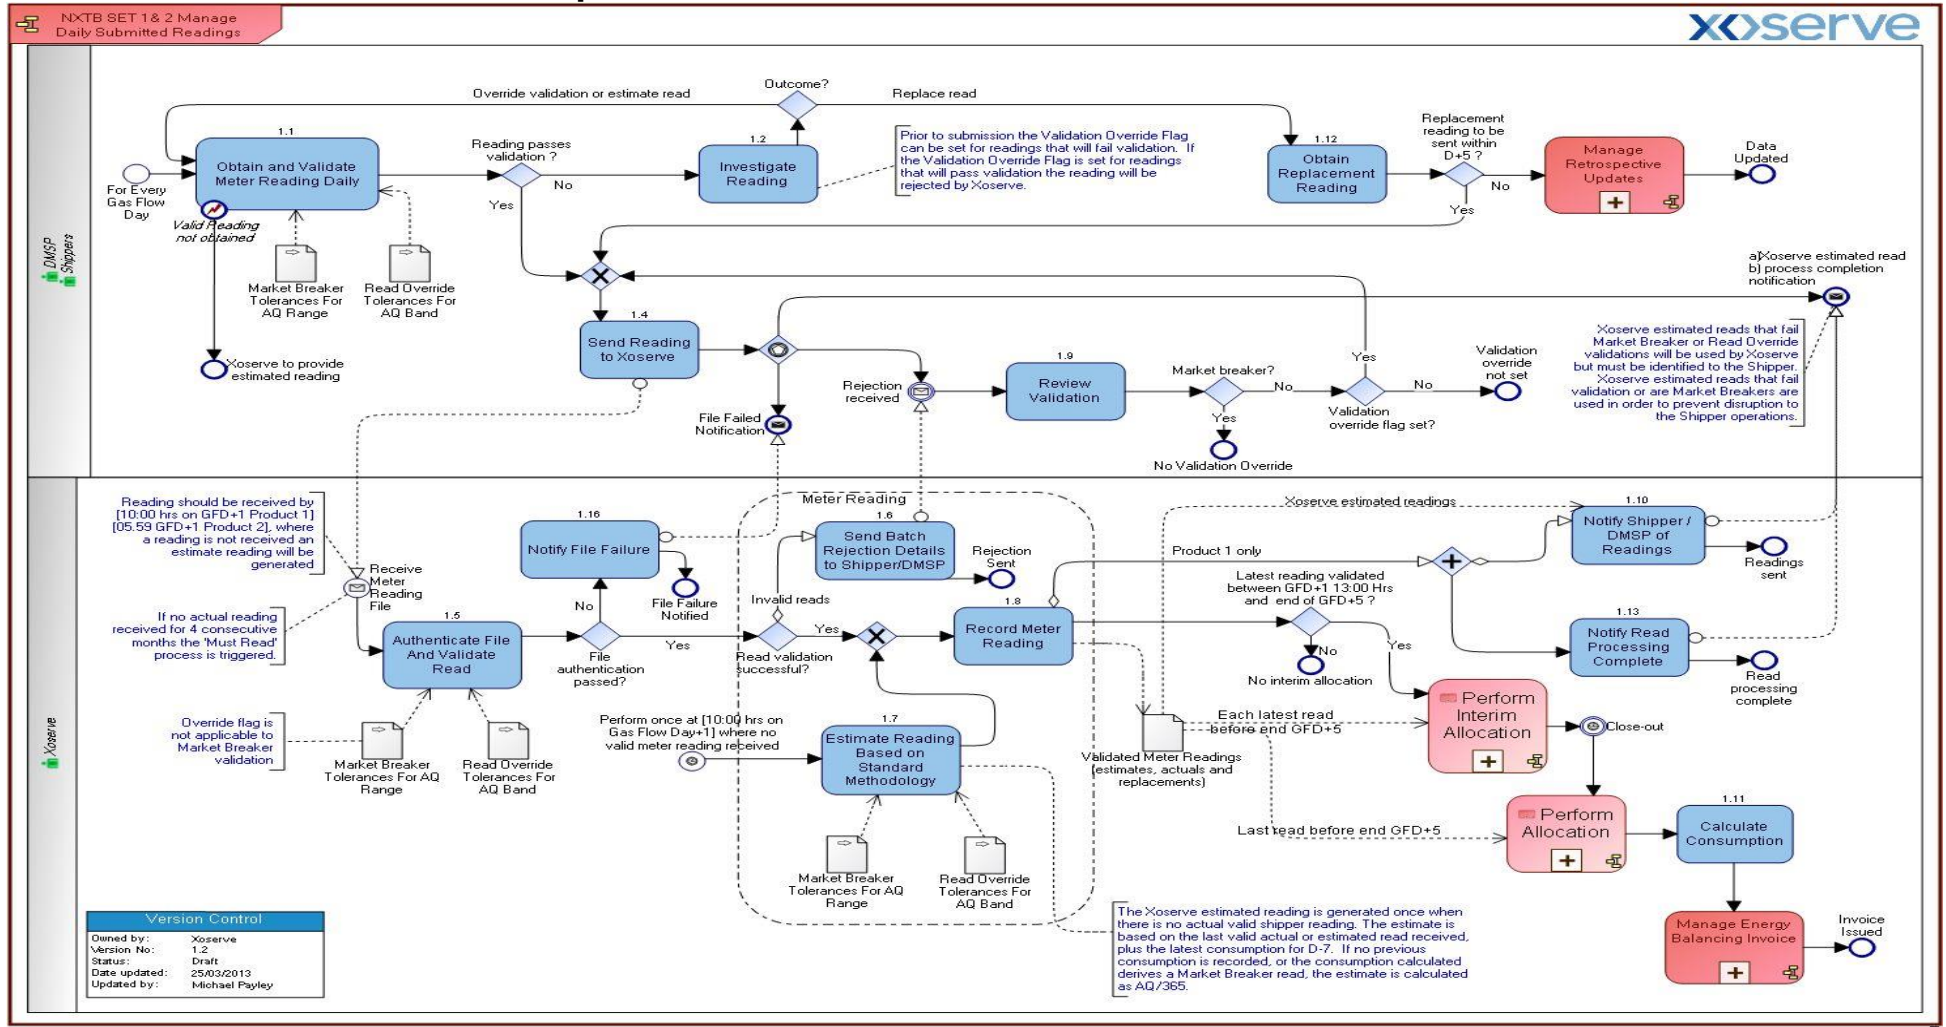 NXTB SET 1 & 2 Manage
Daily Submitted Readings
xoserve
DMSP
Shippers
Outcome?
Override validation or estimate read
Replace read
1.1
Obtain and Validate
Meter Reading Daily
For Every
Gas Flow
Day
Valid Reading
not obtained
Reading passes
validation ?
No
Yes
1.2
Investigate
Reading
Prior to submission the Validation Override Flag
can be set for readings that will fail validation.  If
the Validation Override Flag is set for readings
that will pass validation the reading will be
rejected by Xoserve.
1.12
Obtain
Replacement
Reading
Replacement
reading to be
sent within
D+5 ?
No
Yes
Manage
Retrospective
Updates
Data
Updated
Market Breaker
Tolerances For
AQ Range
Read Override
Tolerances For
AQ Band
Xoserve to provide
estimated reading
1.4
Send Reading
to Xoserve
File Failed
Notification
Rejection
received
1.9
Review
Validation
Market breaker?
No
Yes
No Validation Override
Yes
No
Validation
override flag set?
Validation
override
not set
a)Xoserve estimated read
b) process completion
notification
Xoserve estimated reads that fail
Market Breaker or Read Override
validations will be used by Xoserve
but must be identified to the Shipper.
Xoserve estimated reads that fail
validation or are Market Breakers are
used in order to prevent disruption to
the Shipper operations.
Xoserve
Reading should be received by
[10:00 hrs on GFD+1 Product 1]
[05.59 GFD+1 Product 2], where
a reading is not received an
estimate reading will be
generated
Receive
Meter
Reading
File
If no actual reading
received for 4 consecutive
months the 'Must Read'
process is triggered.
1.5
Authenticate File
And Validate
Read
Override flag is
not applicable to
Market Breaker
validation
Market Breaker
Tolerances For AQ
Range
Read Override
Tolerances For
AQ Band
1.16
Notify File Failure
File Failure
Notified
No
Yes
File
authentication
passed?
Meter Reading
1.6
Send Batch
Rejection Details
to Shipper/DMSP
Rejection
Sent
Invalid reads
Yes
Read validation
successful?
Perform once at [10:00 hrs on
Gas Flow Day+1] where no
valid meter reading received
1.7
Estimate Reading
Based on
Standard
Methodology
Market Breaker
Tolerances For AQ
Range
Read Override
Tolerances For
AQ Band
1.8
Record Meter
Reading
Xoserve estimated readings
Product 1 only
Latest reading validated
between GFD+1 13:00 Hrs
and  end of GFD+5 ?
No
Yes
No interim allocation
1.10
Notify Shipper /
DMSP of
Readings
Readings
sent
1.13
Notify Read
Processing
Complete
Read
processing
complete
Validated Meter Readings
(estimates, actuals and
replacements)
Each latest read
before end GFD+5
Perform
Interim
Allocation
Close-out
Last read before end GFD+5
Perform
Allocation
1.11
Calculate
Consumption
Manage Energy
Balancing Invoice
Invoice
Issued
The Xoserve estimated reading is generated once when
there is no actual valid shipper reading. The estimate is
based on the last valid actual or estimated read received,
plus the latest consumption for D-7.  If no previous
consumption is recorded, or the consumption calculated
derives a Market Breaker read, the estimate is calculated
as AQ/365.
Version Control
Owned by: Xoserve
Version No: 1.2
Status: Draft
Date updated: 25/03/2013
Updated by: Michael Payley